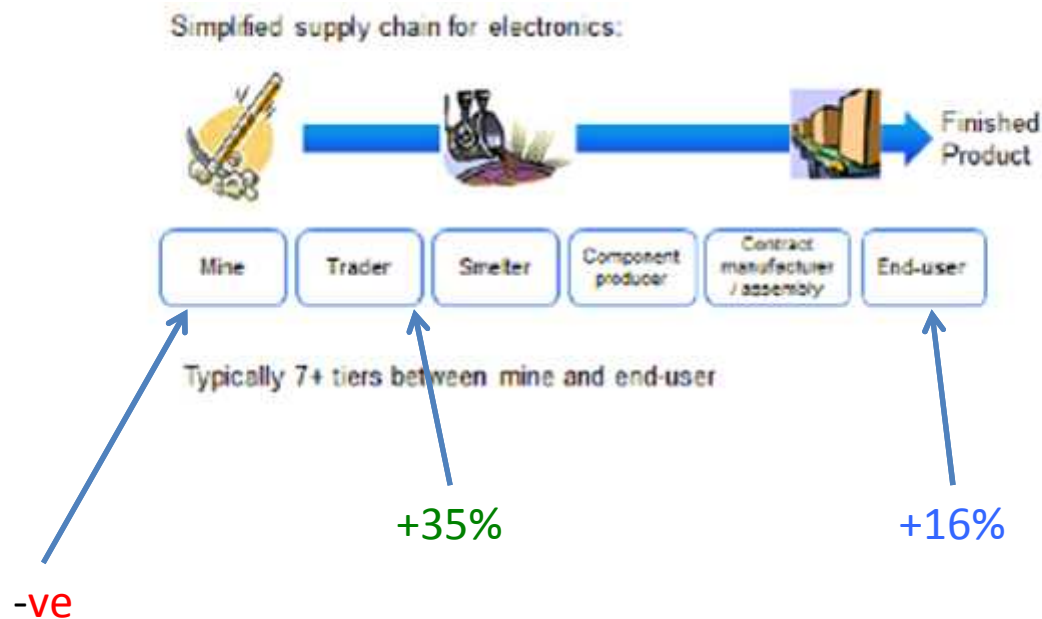 Simplified supply chain for electronics:
Finished
Product
Mine
Trader
Smelter
Component
producer
Contract
manufacturer
/ assembly
End-user
Typically 7+ tiers between mine and end-user
+35%
+16%
-ve